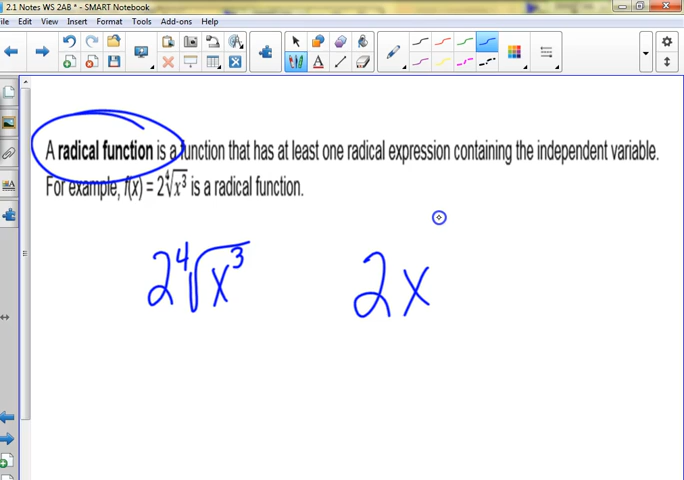 2.1 Notes WS 2AB * - SMART Notebook
Edit View Insert Format Tools Add-ons Help
A radical function is a function that has at least one radical expression containing the independent variable.
For example, f(x) = 2∜x³ is a radical function.
2∜x³ 2x